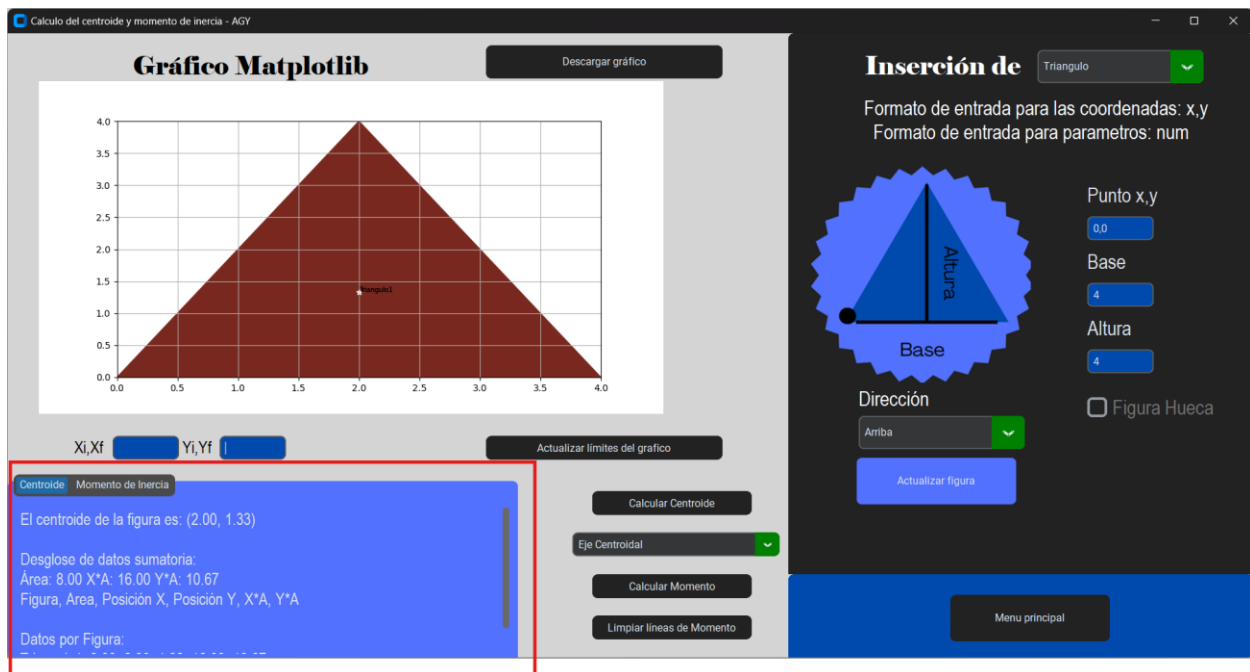 Calculo del centroide y momento de inercia - AGY
Gráfico Matplotlib
Descargar gráfico
4.0
3.5
3.0
2.5
2.0
1.5
1.0
0.5
0.0
Triangulo1
0.0 0.5 1.0 1.5 2.0 2.5 3.0 3.5 4.0
Xi,Xf
Yi,Yf
Actualizar límites del grafico
Centroide Momento de Inercia
El centroide de la figura es: (2.00, 1.33)
Desglose de datos sumatoria:
Área: 8.00 X*A: 16.00 Y*A: 10.67
Figura, Area, Posición X, Posición Y, X*A, Y*A
Datos por Figura:
Calcular Centroide
Eje Centroidal
Calcular Momento
Limpiar líneas de Momento
Inserción de
Triangulo
Formato de entrada para las coordenadas: x,y
Formato de entrada para parametros: num
Altura
Base
Punto x,y
0,0
Base
4
Altura
4
Figura Hueca
Dirección
Arriba
Actualizar figura
Menu principal